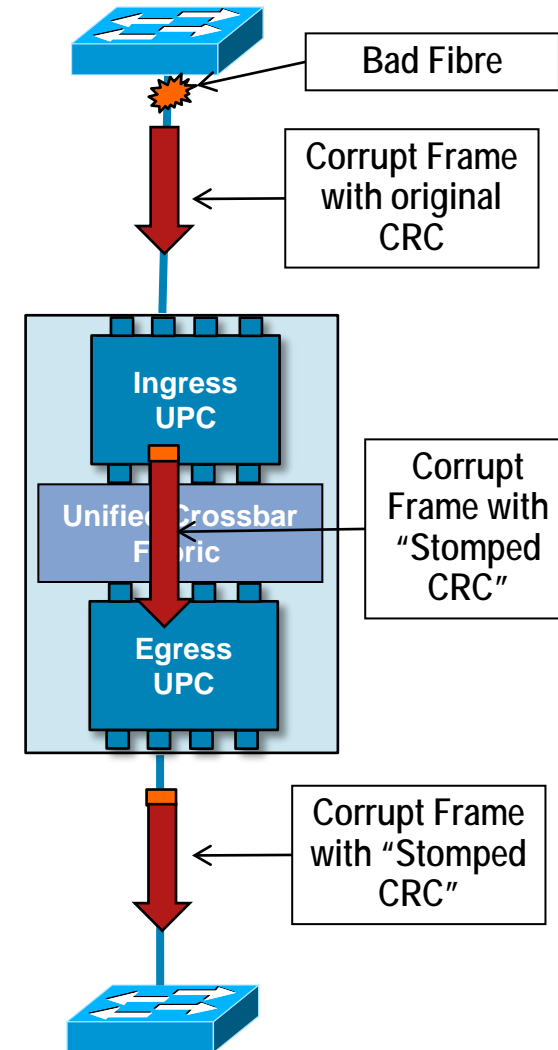 Bad Fibre
Corrupt Frame
with original
CRC
Ingress
UPC
Corrupt
Frame with
“Stomped
CRC”
Unified Crossbar
Egress
UPC
Corrupt Frame
with “Stomped
CRC”